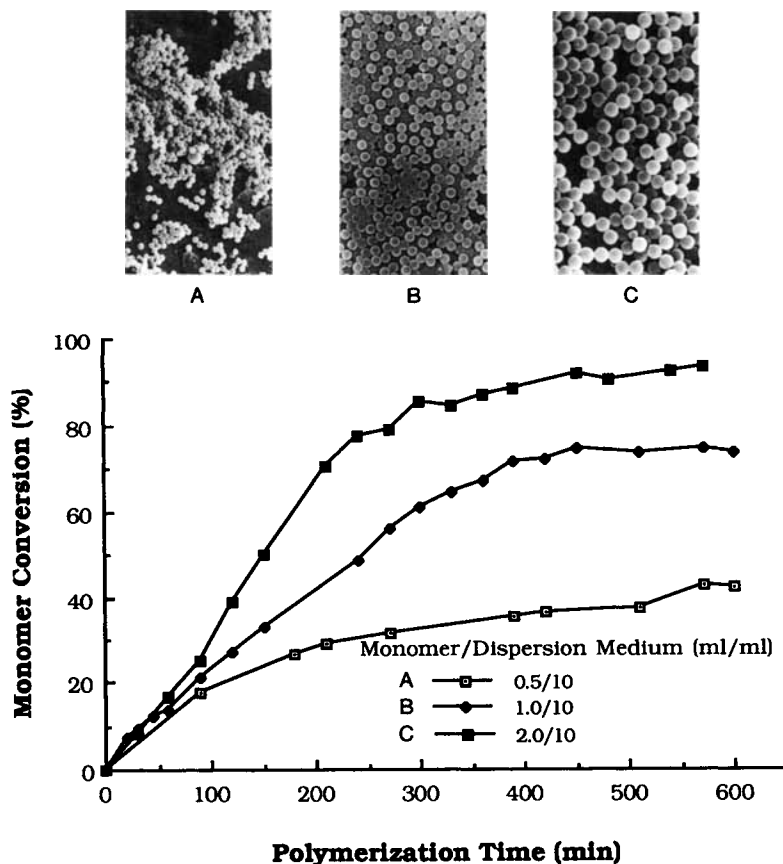 A
B
C
100
80
60
40
20
0
Monomer Conversion (%)
Monomer/Dispersion Medium (ml/ml)
A 0.5/10
B 1.0/10
C 2.0/10
0 100 200 300 400 500 600
Polymerization Time (min)